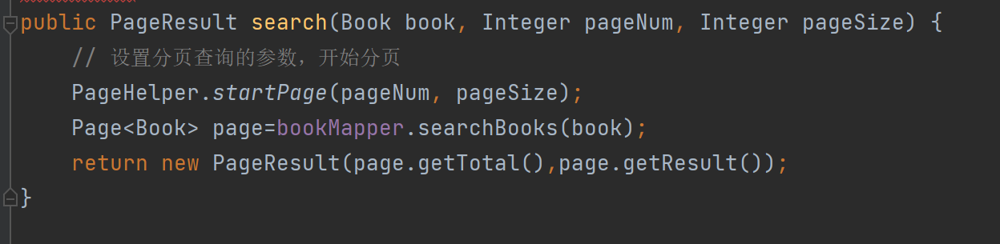 public PageResult search(Book book, Integer pageNum, Integer pageSize) {
// 设置分页查询的参数，开始分页
PageHelper.startPage(pageNum, pageSize);
Page<Book> page=bookMapper.searchBooks(book);
return new PageResult(page.getTotal(),page.getResult());
}